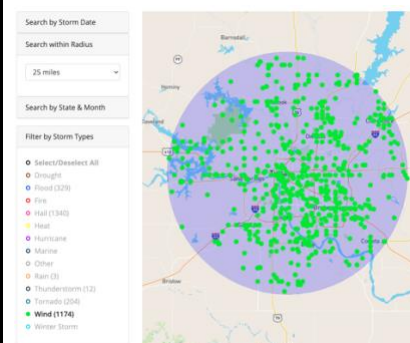 Search by Storm Date
Search within Radius
25 miles
Search by State & Month
Filter by Storm Types
Select/Deselect All
Drought
Flood (329)
Fire
Hail (1340)
Heat
Hurricane
Marine
Other
Rain (3)
Thunderstorm (12)
Tornado (204)
Wind (1174)
Winter Storm
Barnsdall
Bristow